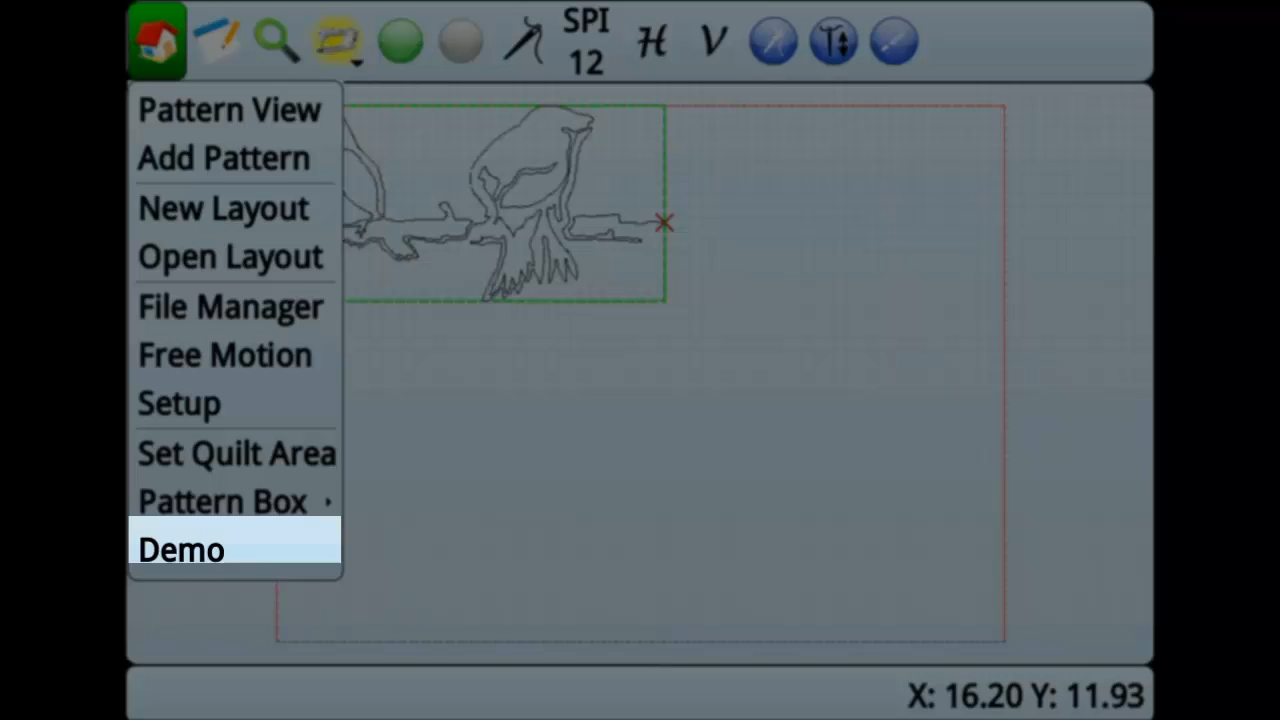 SPI
12
H V
Pattern View
Add Pattern
New Layout
Open Layout
File Manager
Free Motion
Setup
Set Quilt Area
Pattern Box
Demo
X: 16.20 Y: 11.93